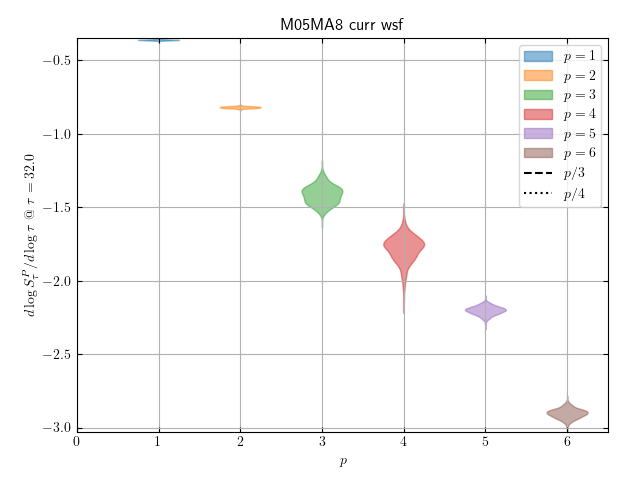 M05MA8 curr wsf
d log S_τ^P / d log τ @ τ = 32.0
−0.5
−1.0
−1.5
−2.0
−2.5
−3.0
0 1 2 3 4 5 6
p
p = 1
p = 2
p = 3
p = 4
p = 5
p = 6
p/3
p/4